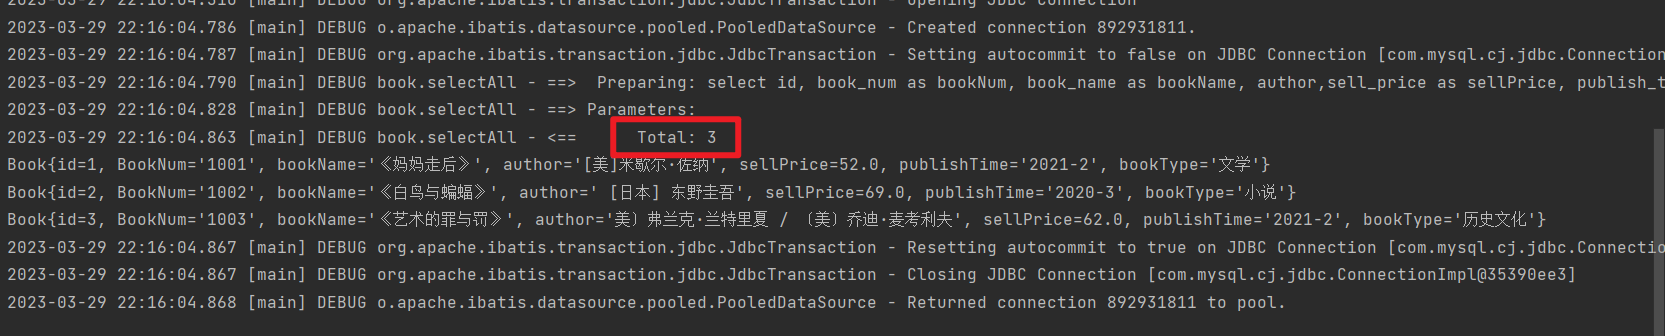 2023-03-29 22:16:04.516 [main] DEBUG org.apache.ibatis.transaction.jdbc.JdbcTransaction - Opening JDBC Connection
2023-03-29 22:16:04.786 [main] DEBUG o.apache.ibatis.datasource.pooled.PooledDataSource - Created connection 892931811.
2023-03-29 22:16:04.787 [main] DEBUG org.apache.ibatis.transaction.jdbc.JdbcTransaction - Setting autocommit to false on JDBC Connection [com.mysql.cj.jdbc.Connection
2023-03-29 22:16:04.790 [main] DEBUG book.selectAll - ==>  Preparing: select id, book_num as bookNum, book_name as bookName, author,sell_price as sellPrice, publish_t
2023-03-29 22:16:04.828 [main] DEBUG book.selectAll - ==> Parameters:
2023-03-29 22:16:04.863 [main] DEBUG book.selectAll - <==      Total: 3
Book{id=1, BookNum='1001', bookName='《妈妈走后》', author='[美]米歇尔·佐纳', sellPrice=52.0, publishTime='2021-2', bookType='文学'}
Book{id=2, BookNum='1002', bookName='《白鸟与蝙蝠》', author=' [日本] 东野圭吾', sellPrice=69.0, publishTime='2020-3', bookType='小说'}
Book{id=3, BookNum='1003', bookName='《艺术的罪与罚》', author='美〕弗兰克·兰特里夏 / 〔美〕乔迪·麦考利夫', sellPrice=62.0, publishTime='2021-2', bookType='历史文化'}
2023-03-29 22:16:04.867 [main] DEBUG org.apache.ibatis.transaction.jdbc.JdbcTransaction - Resetting autocommit to true on JDBC Connection [com.mysql.cj.jdbc.Connectio
2023-03-29 22:16:04.867 [main] DEBUG org.apache.ibatis.transaction.jdbc.JdbcTransaction - Closing JDBC Connection [com.mysql.cj.jdbc.ConnectionImpl@35390ee3]
2023-03-29 22:16:04.868 [main] DEBUG o.apache.ibatis.datasource.pooled.PooledDataSource - Returned connection 892931811 to pool.